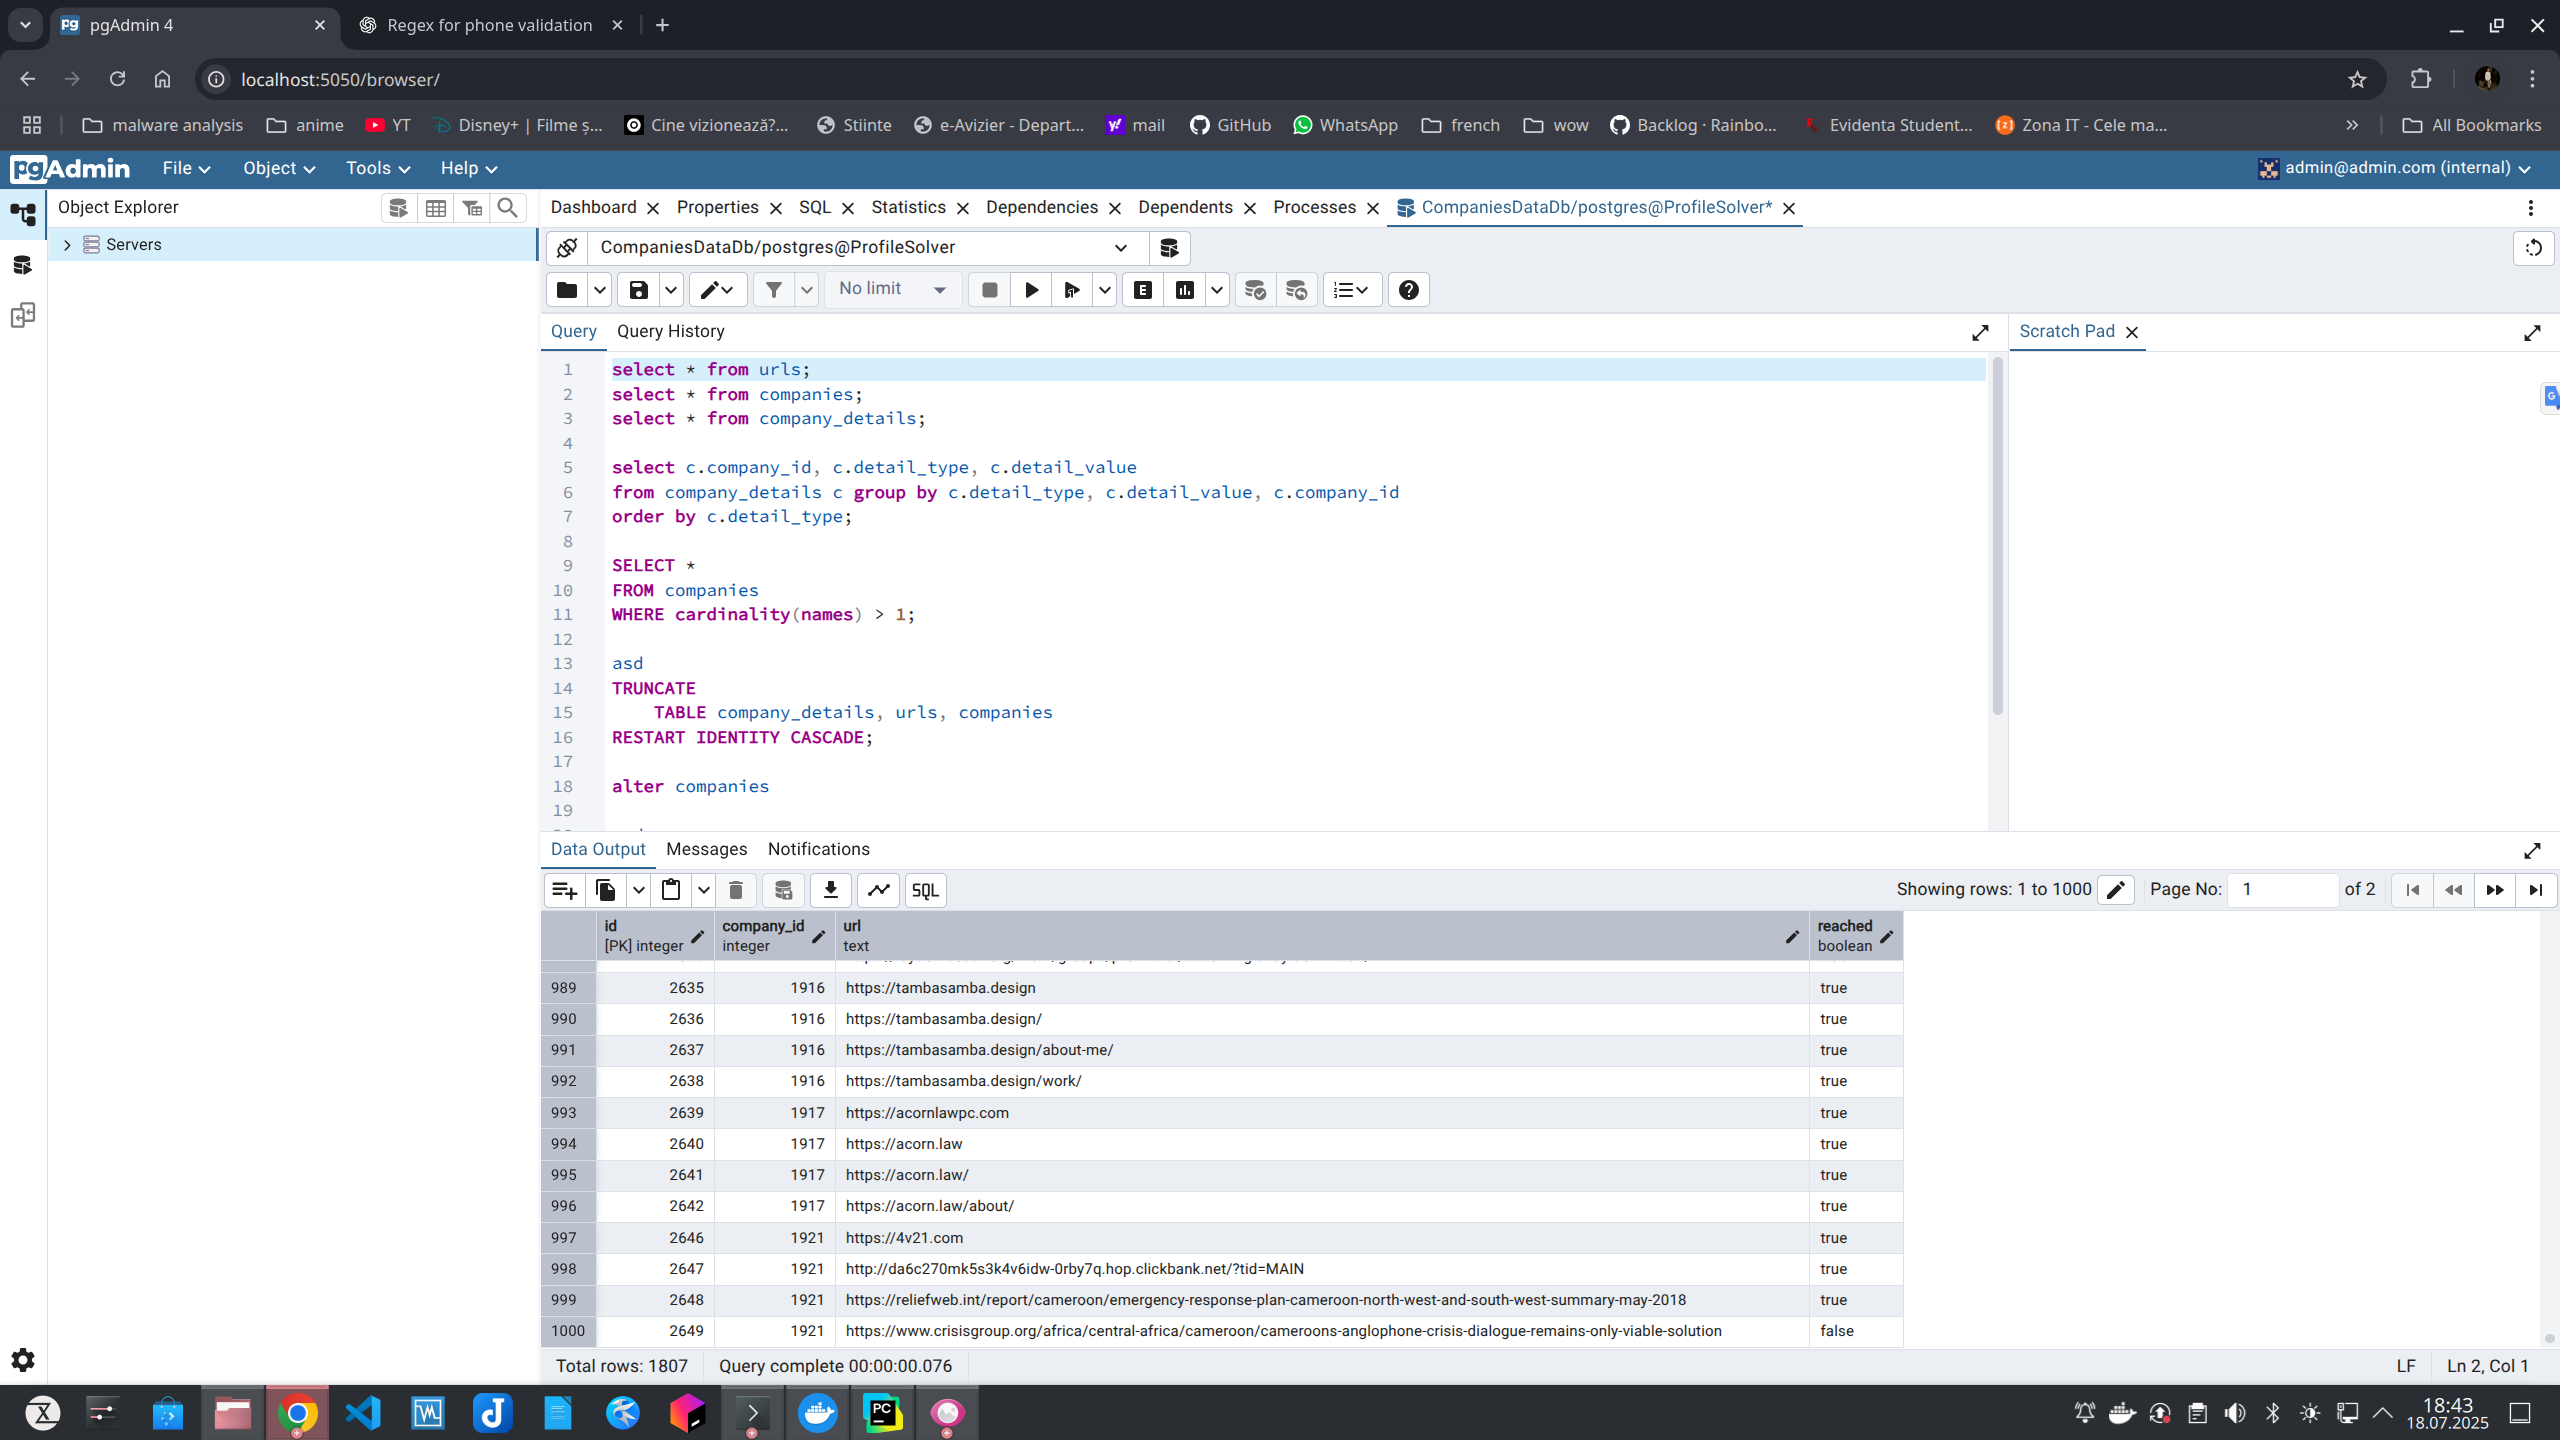 pgAdmin 4
Regex for phone validation
localhost:5050/browser/
malware analysis
anime
YT
Disney+ | Filme ș...
Cine vizionează?...
Stiinte
e-Avizier - Depart...
mail
GitHub
WhatsApp
french
wow
Backlog · Rainbo...
Evidenta Student...
Zona IT - Cele ma...
All Bookmarks
pgAdmin
File
Object
Tools
Help
admin@admin.com (internal)
Object Explorer
Servers
Dashboard
Properties
SQL
Statistics
Dependencies
Dependents
Processes
CompaniesDataDb/postgres@ProfileSolver*
CompaniesDataDb/postgres@ProfileSolver
No limit
Query
Query History
Scratch Pad
1 select * from urls;
2 select * from companies;
3 select * from company_details;
4
5 select c.company_id, c.detail_type, c.detail_value
6 from company_details c group by c.detail_type, c.detail_value, c.company_id
7 order by c.detail_type;
8
9 SELECT *
10 FROM companies
11 WHERE cardinality(names) > 1;
12
13 asd
14 TRUNCATE
15 TABLE company_details, urls, companies
16 RESTART IDENTITY CASCADE;
17
18 alter companies
19
Data Output
Messages
Notifications
SQL
Showing rows: 1 to 1000
Page No: 1 of 2
id company_id url reached
[PK] integer integer text boolean
989 2635 1916 https://tambasamba.design true
990 2636 1916 https://tambasamba.design/ true
991 2637 1916 https://tambasamba.design/about-me/ true
992 2638 1916 https://tambasamba.design/work/ true
993 2639 1917 https://acornlawpc.com true
994 2640 1917 https://acorn.law true
995 2641 1917 https://acorn.law/ true
996 2642 1917 https://acorn.law/about/ true
997 2646 1921 https://4v21.com true
998 2647 1921 http://da6c270mk5s3k4v6idw-0rby7q.hop.clickbank.net/?tid=MAIN true
999 2648 1921 https://reliefweb.int/report/cameroon/emergency-response-plan-cameroon-north-west-and-south-west-summary-may-2018 true
1000 2649 1921 https://www.crisisgroup.org/africa/central-africa/cameroon/cameroons-anglophone-crisis-dialogue-remains-only-viable-solution false
Total rows: 1807
Query complete 00:00:00.076
LF
Ln 2, Col 1
18:43
18.07.2025